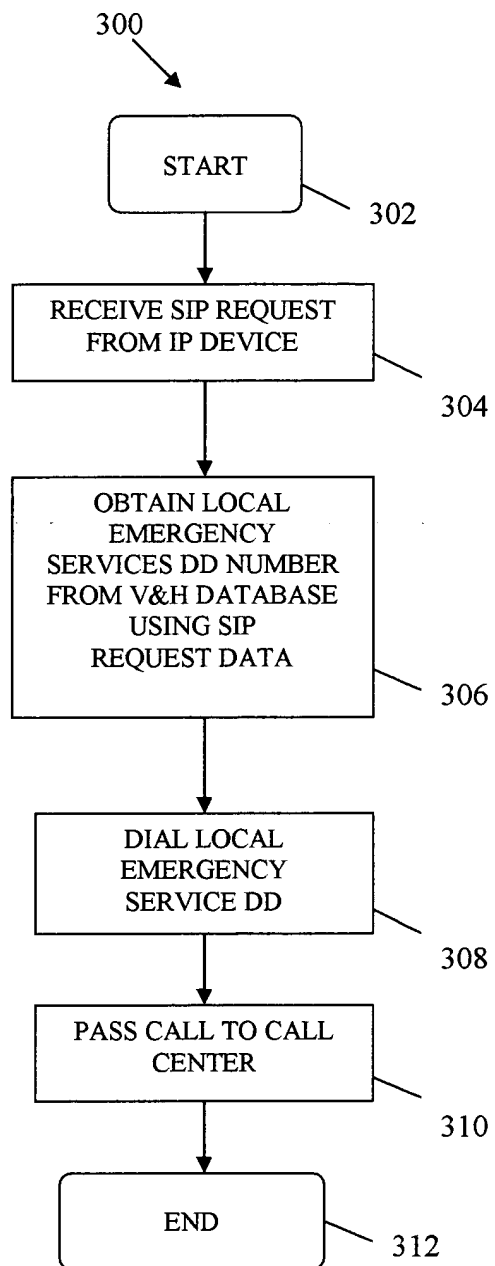 300
START
302
RECEIVE SIP REQUEST
FROM IP DEVICE
304
OBTAIN LOCAL
EMERGENCY
SERVICES DD NUMBER
FROM V&H DATABASE
USING SIP
REQUEST DATA
306
DIAL LOCAL
EMERGENCY
SERVICE DD
308
PASS CALL TO CALL
CENTER
310
END
312